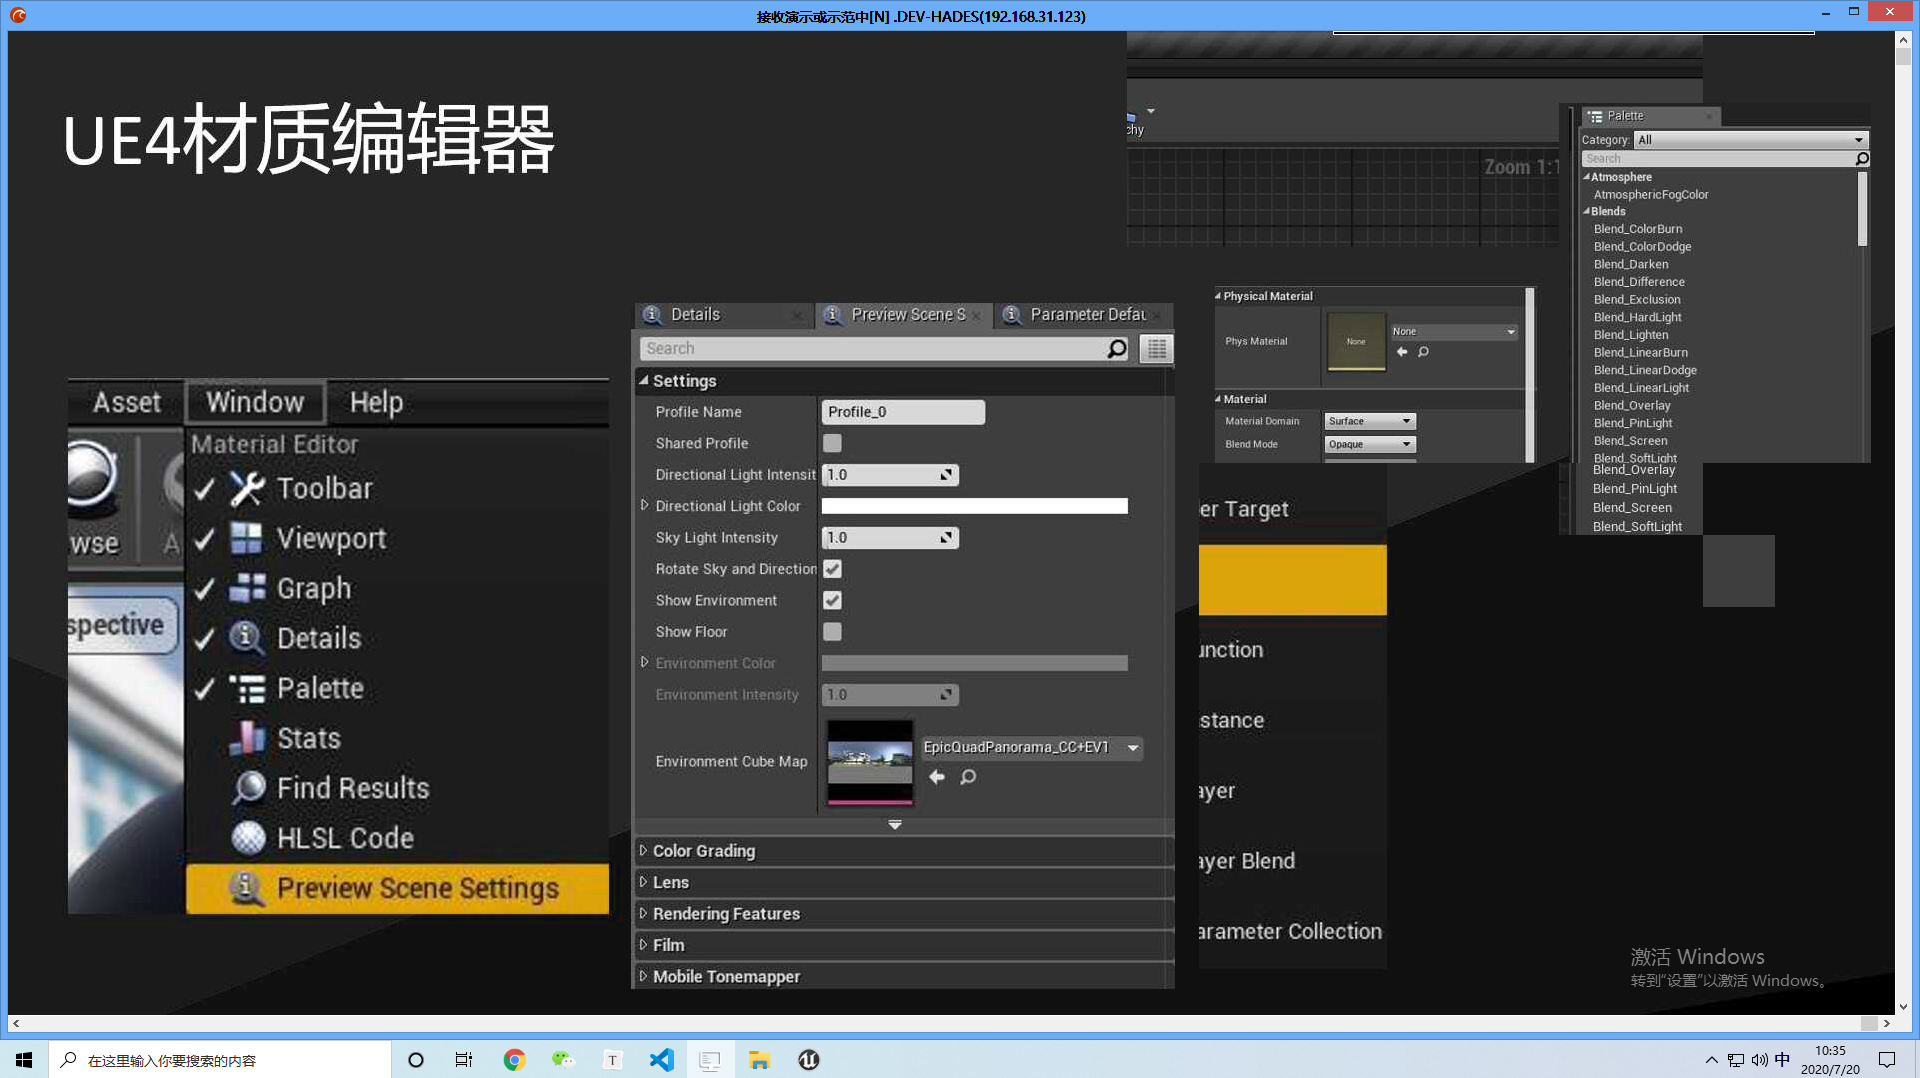 接收演示或示范中[N] .DEV-HADES(192.168.31.123)
UE4材质编辑器
chy
Zoom 1:1
Palette
Category: All
Search
Atmosphere
AtmosphericFogColor
Blends
Blend_ColorBurn
Blend_ColorDodge
Blend_Darken
Blend_Difference
Blend_Exclusion
Blend_HardLight
Blend_Lighten
Blend_LinearBurn
Blend_LinearDodge
Blend_LinearLight
Blend_Overlay
Blend_PinLight
Blend_Screen
Blend_SoftLight
Blend_Overlay
Blend_PinLight
Blend_Screen
Blend_SoftLight
Physical Material
Phys Material
None
None
Material
Material Domain Surface
Blend Mode Opaque
Asset Window Help
Material Editor
Toolbar
Viewport
Graph
Details
Palette
Stats
Find Results
HLSL Code
Preview Scene Settings
wse
A
spective
Details
Preview Scene S
Parameter Defau
Search
Settings
Profile Name Profile_0
Shared Profile
Directional Light Intensit 1.0
Directional Light Color
Sky Light Intensity 1.0
Rotate Sky and Direction
Show Environment
Show Floor
Environment Color
Environment Intensity 1.0
Environment Cube Map EpicQuadPanorama_CC+EV1
Color Grading
Lens
Rendering Features
Film
Mobile Tonemapper
er Target
unction
stance
ayer
ayer Blend
arameter Collection
激活 Windows
转到"设置"以激活 Windows。
在这里输入你要搜索的内容
T
中
10:35
2020/7/20